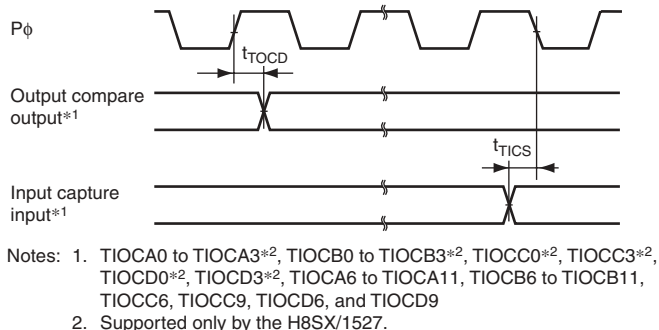 Pφ
tTOCD
Output compare
output*1
tTICS
Input capture
input*1
Notes: 1. TIOCA0 to TIOCA3*2, TIOCB0 to TIOCB3*2, TIOCC0*2, TIOCC3*2,
TIOCD0*2, TIOCD3*2, TIOCA6 to TIOCA11, TIOCB6 to TIOCB11,
TIOCC6, TIOCC9, TIOCD6, and TIOCD9
2. Supported only by the H8SX/1527.